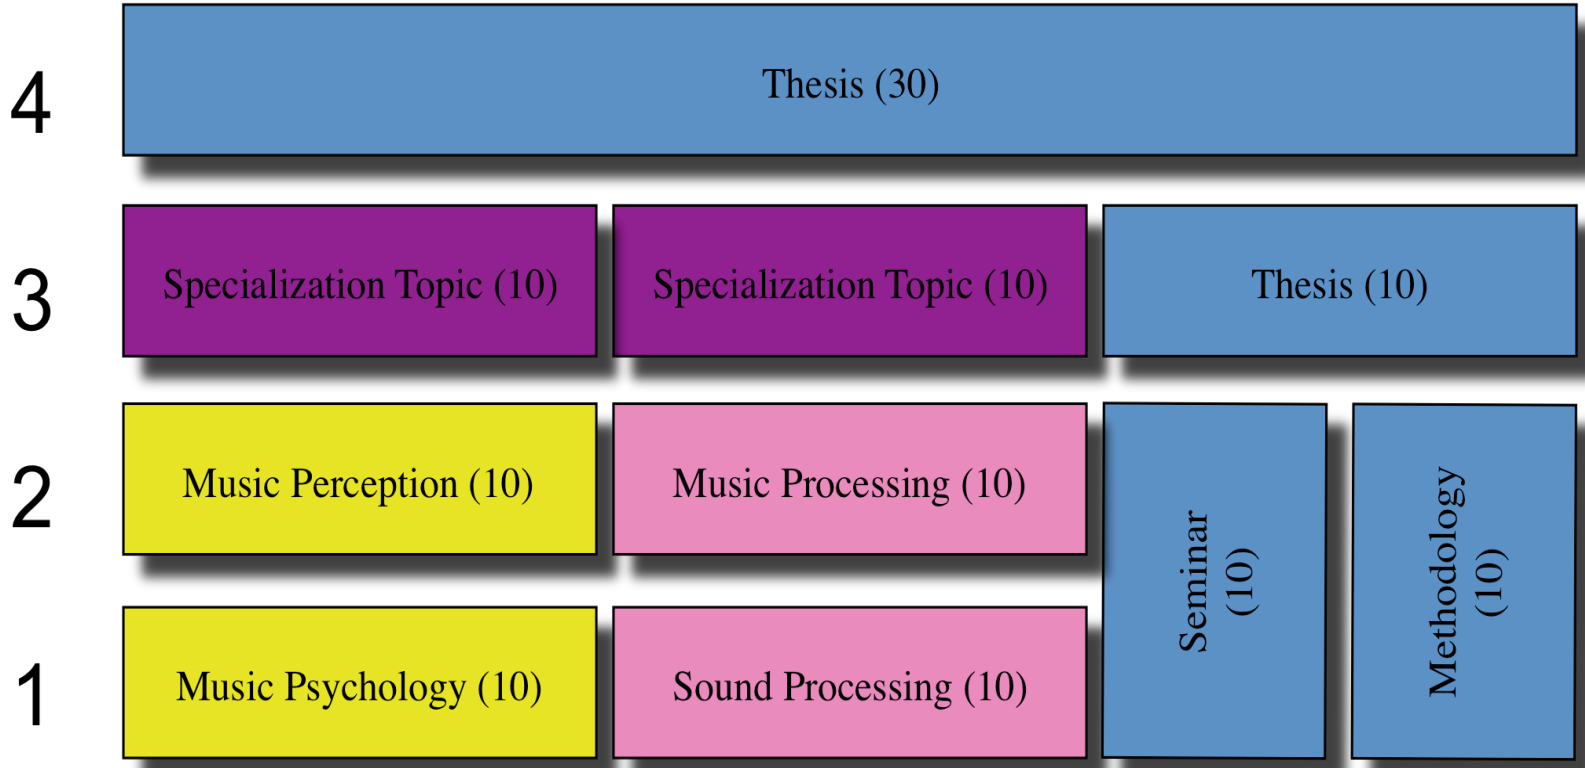 4
Thesis (30)
3
Specialization Topic (10)
Specialization Topic (10)
Thesis (10)
2
Music Perception (10)
Music Processing (10)
Seminar
(10)
Methodology
(10)
1
Music Psychology (10)
Sound Processing (10)